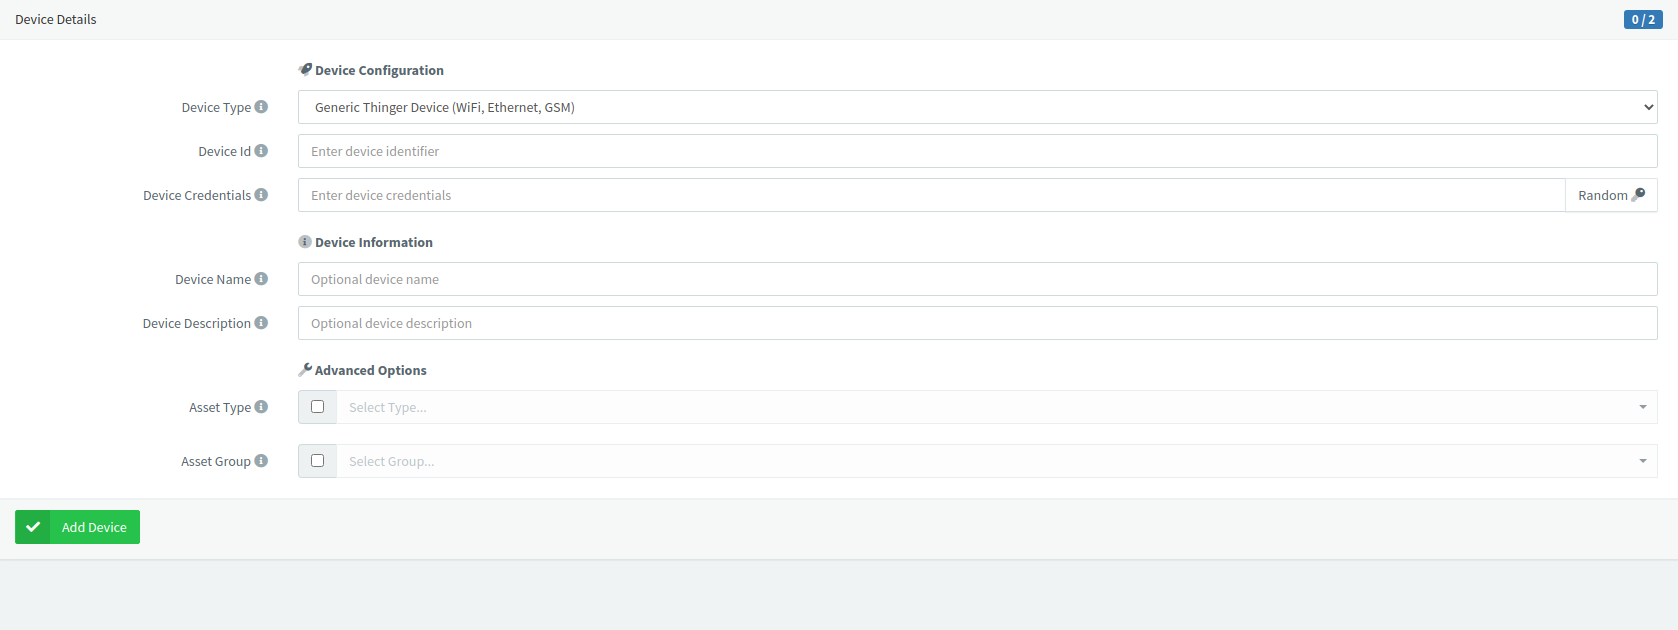 Device Details
0 / 2
Device Configuration
Device Type
Generic Thinger Device (WiFi, Ethernet, GSM)
Device Id
Enter device identifier
Device Credentials
Enter device credentials
Random
Device Information
Device Name
Optional device name
Device Description
Optional device description
Advanced Options
Asset Type
Select Type...
Asset Group
Select Group...
Add Device